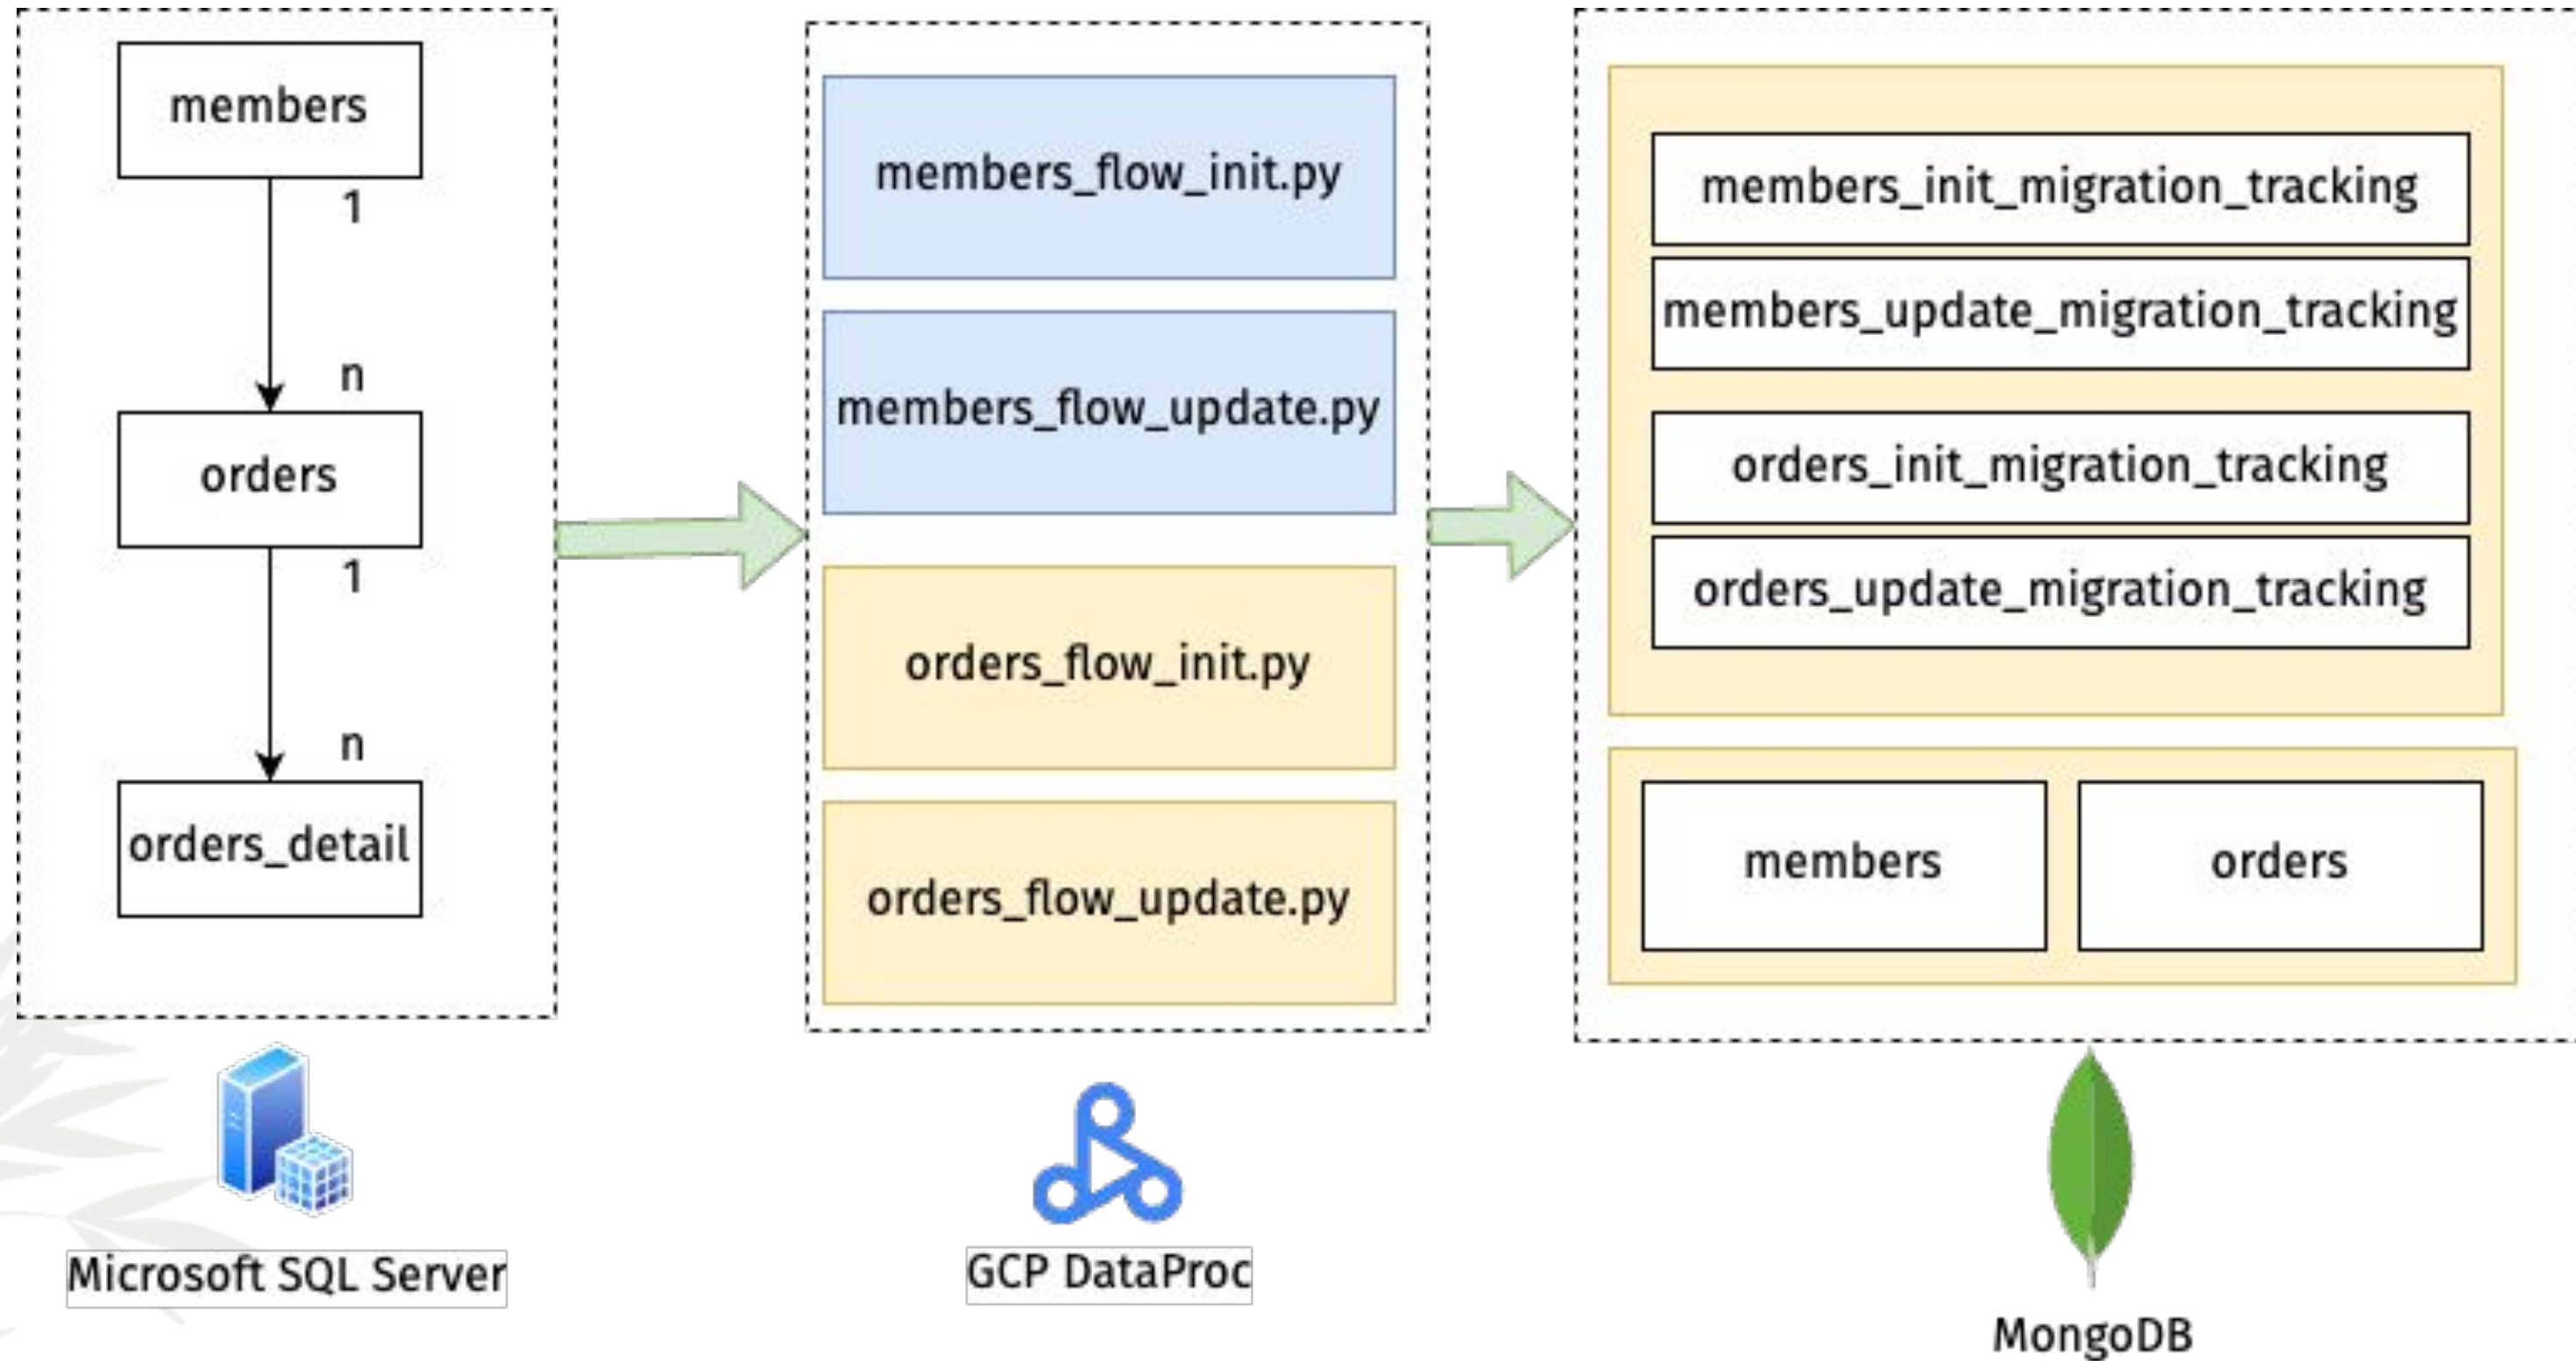 members
1
n
orders
1
n
orders_detail
Microsoft SQL Server
members_flow_init.py
members_flow_update.py
orders_flow_init.py
orders_flow_update.py
GCP DataProc
members_init_migration_tracking
members_update_migration_tracking
orders_init_migration_tracking
orders_update_migration_tracking
members
orders
MongoDB